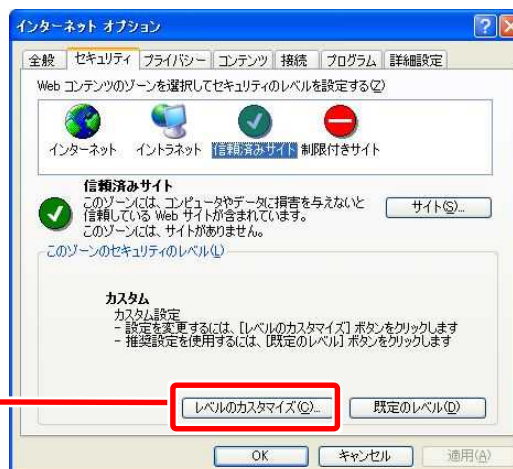 インターネット オプション
全般 セキュリティ プライバシー コンテンツ 接続 プログラム 詳細設定
Web コンテンツのゾーンを選択してセキュリティのレベルを設定する(Z)
インターネット イントラネット 信頼済みサイト 制限付きサイト
信頼済みサイト
このゾーンには、コンピュータやデータに損害を与えないと
信頼している Web サイトが含まれています。
このゾーンには、サイトがありません。
サイト(S)...
このゾーンのセキュリティのレベル(L)
カスタム
カスタム設定
- 設定を変更するには、[レベルのカスタマイズ] ボタンをクリックします
- 推奨設定を使用するには、[既定のレベル] ボタンをクリックします
レベルのカスタマイズ(C)... 既定のレベル(D)
OK キャンセル 適用(A)